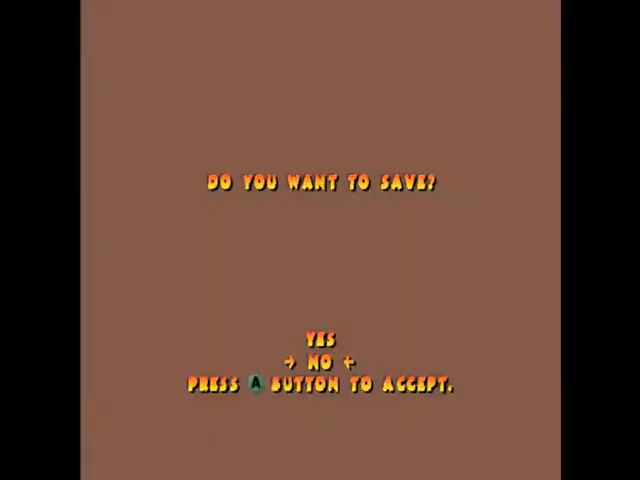 DO YOU WANT TO SAVE?
YES
→ NO ←
PRESS A BUTTON TO ACCEPT.